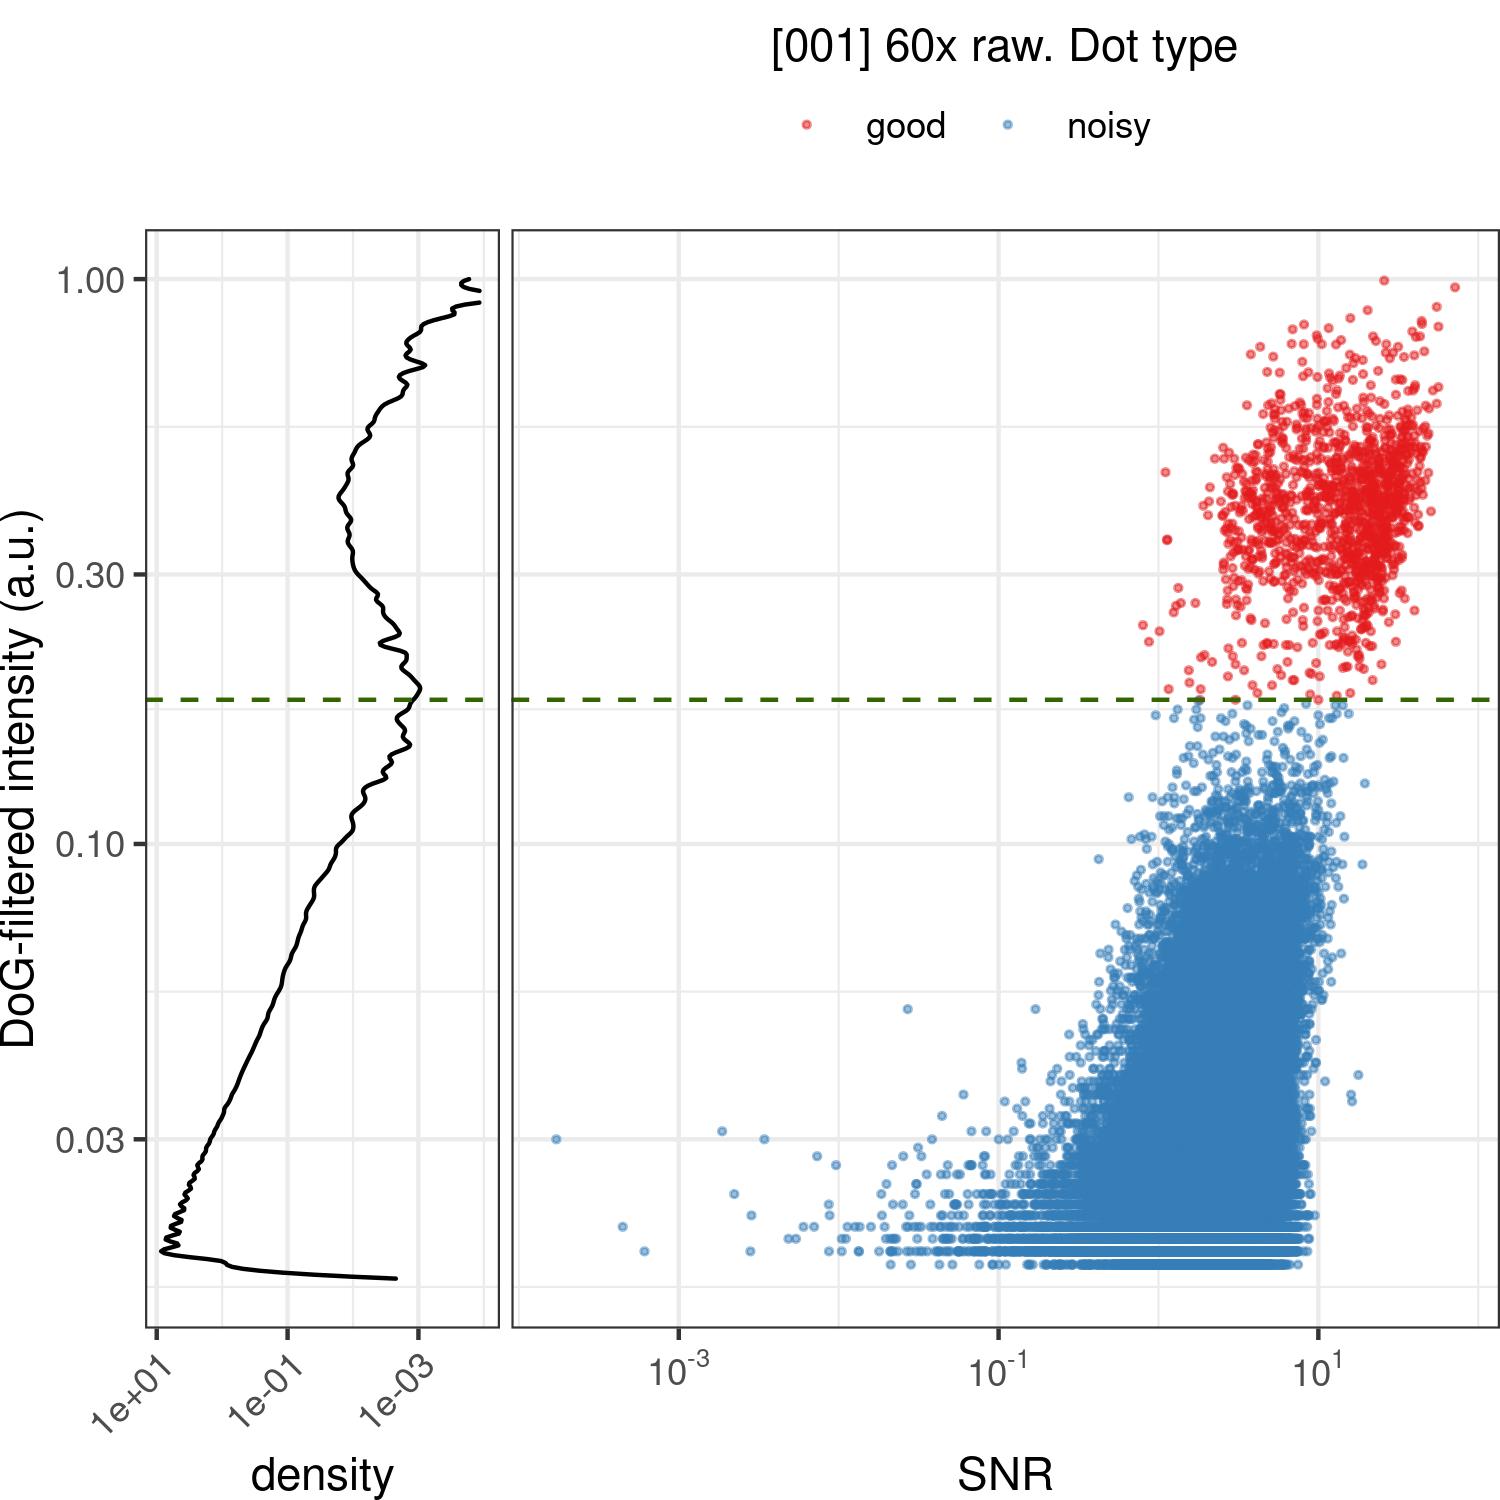 [001] 60x raw. Dot type
good noisy
DoG-filtered intensity (a.u.)
1.00
0.30
0.10
0.03
1e+01 1e-01 1e-03
10-3 10-1 101
density SNR